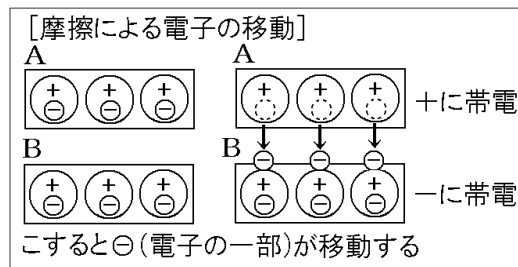 [摩擦による電子の移動]
A A
+ + + + + + +に帯電
⊖ ⊖ ⊖
B B ⊖ ⊖ ⊖
+ + + + + + −に帯電
⊖ ⊖ ⊖ ⊖ ⊖ ⊖
こすると⊖(電子の一部)が移動する